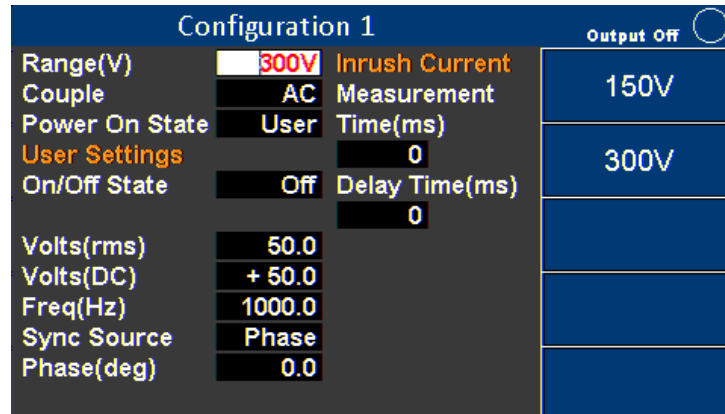 Configuration 1
Output Off
Range(V) 300V Inrush Current
Couple AC Measurement
Power On State User Time(ms)
User Settings 0
On/Off State Off Delay Time(ms)
0
Volts(rms) 50.0
Volts(DC) + 50.0
Freq(Hz) 1000.0
Sync Source Phase
Phase(deg) 0.0
150V
300V